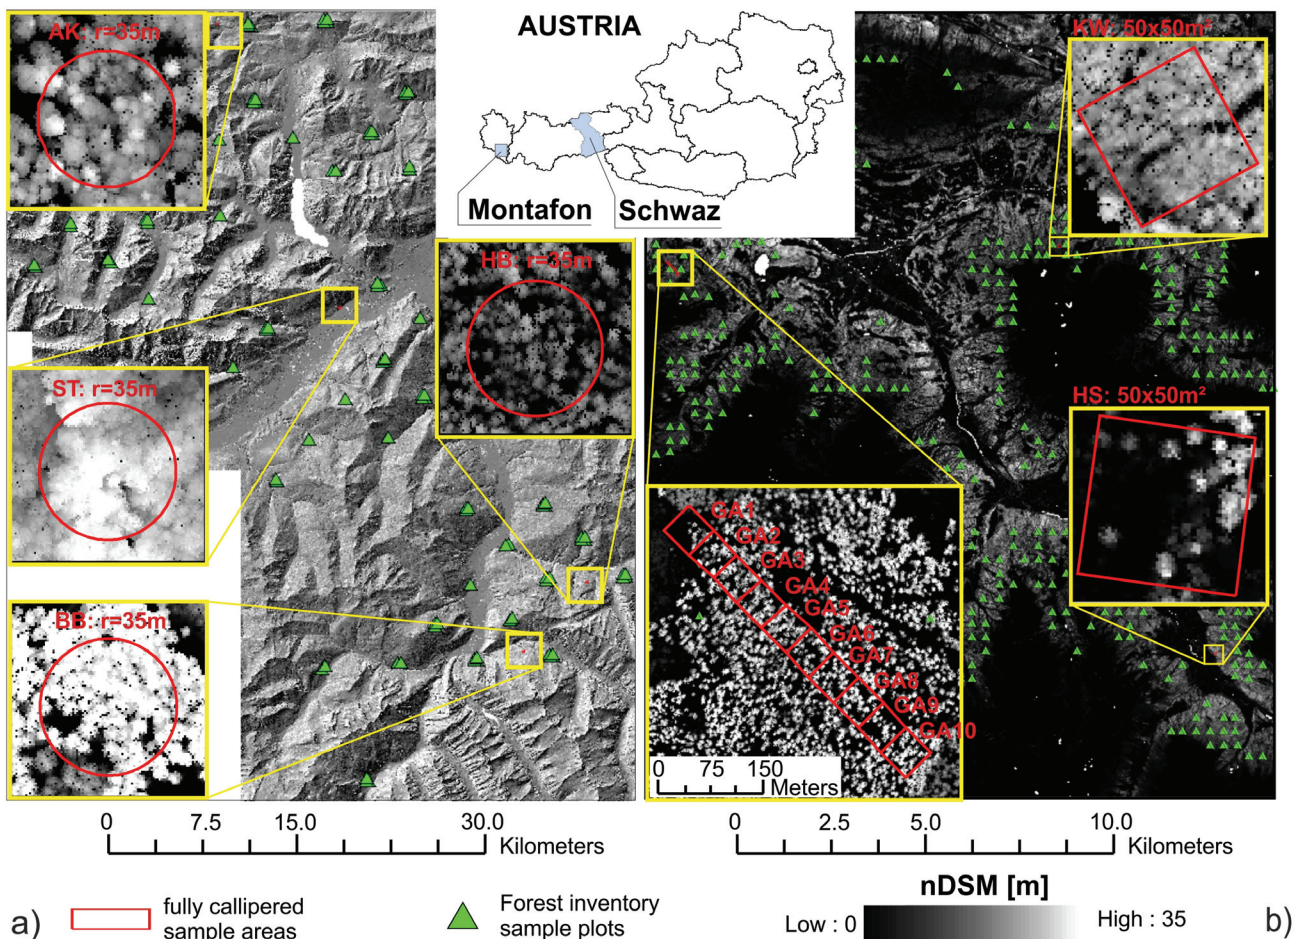 AK: r=35m
AUSTRIA
Montafon
Schwaz
KW: 50x50m²
HB: r=35m
ST: r=35m
HS: 50x50m²
BB: r=35m
GA1
GA2
GA3
GA4
GA5
GA6
GA7
GA8
GA9
GA10
0 75 150
Meters
0 7.5 15.0 30.0
Kilometers
0 2.5 5.0 10.0
Kilometers
a)
fully callipered
sample areas
Forest inventory
sample plots
nDSM [m]
Low : 0
High : 35
b)